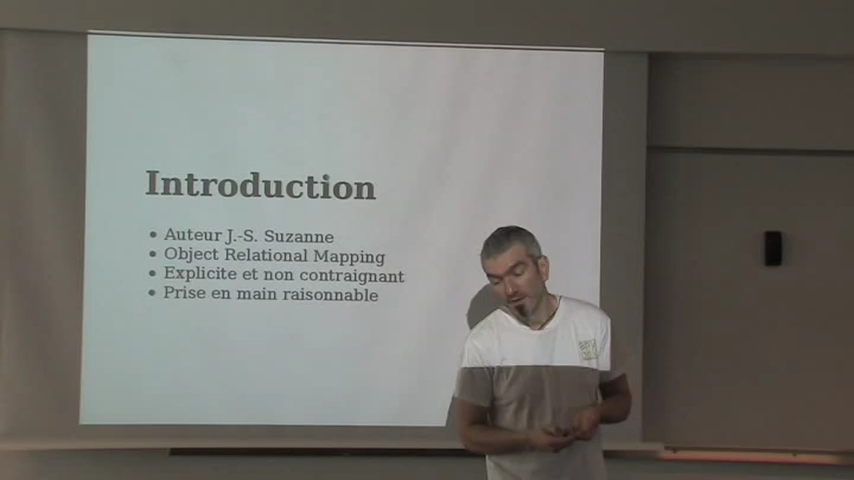 Introduction
• Auteur J.-S. Suzanne
• Object Relational Mapping
• Explicite et non contraignant
• Prise en main raisonnable